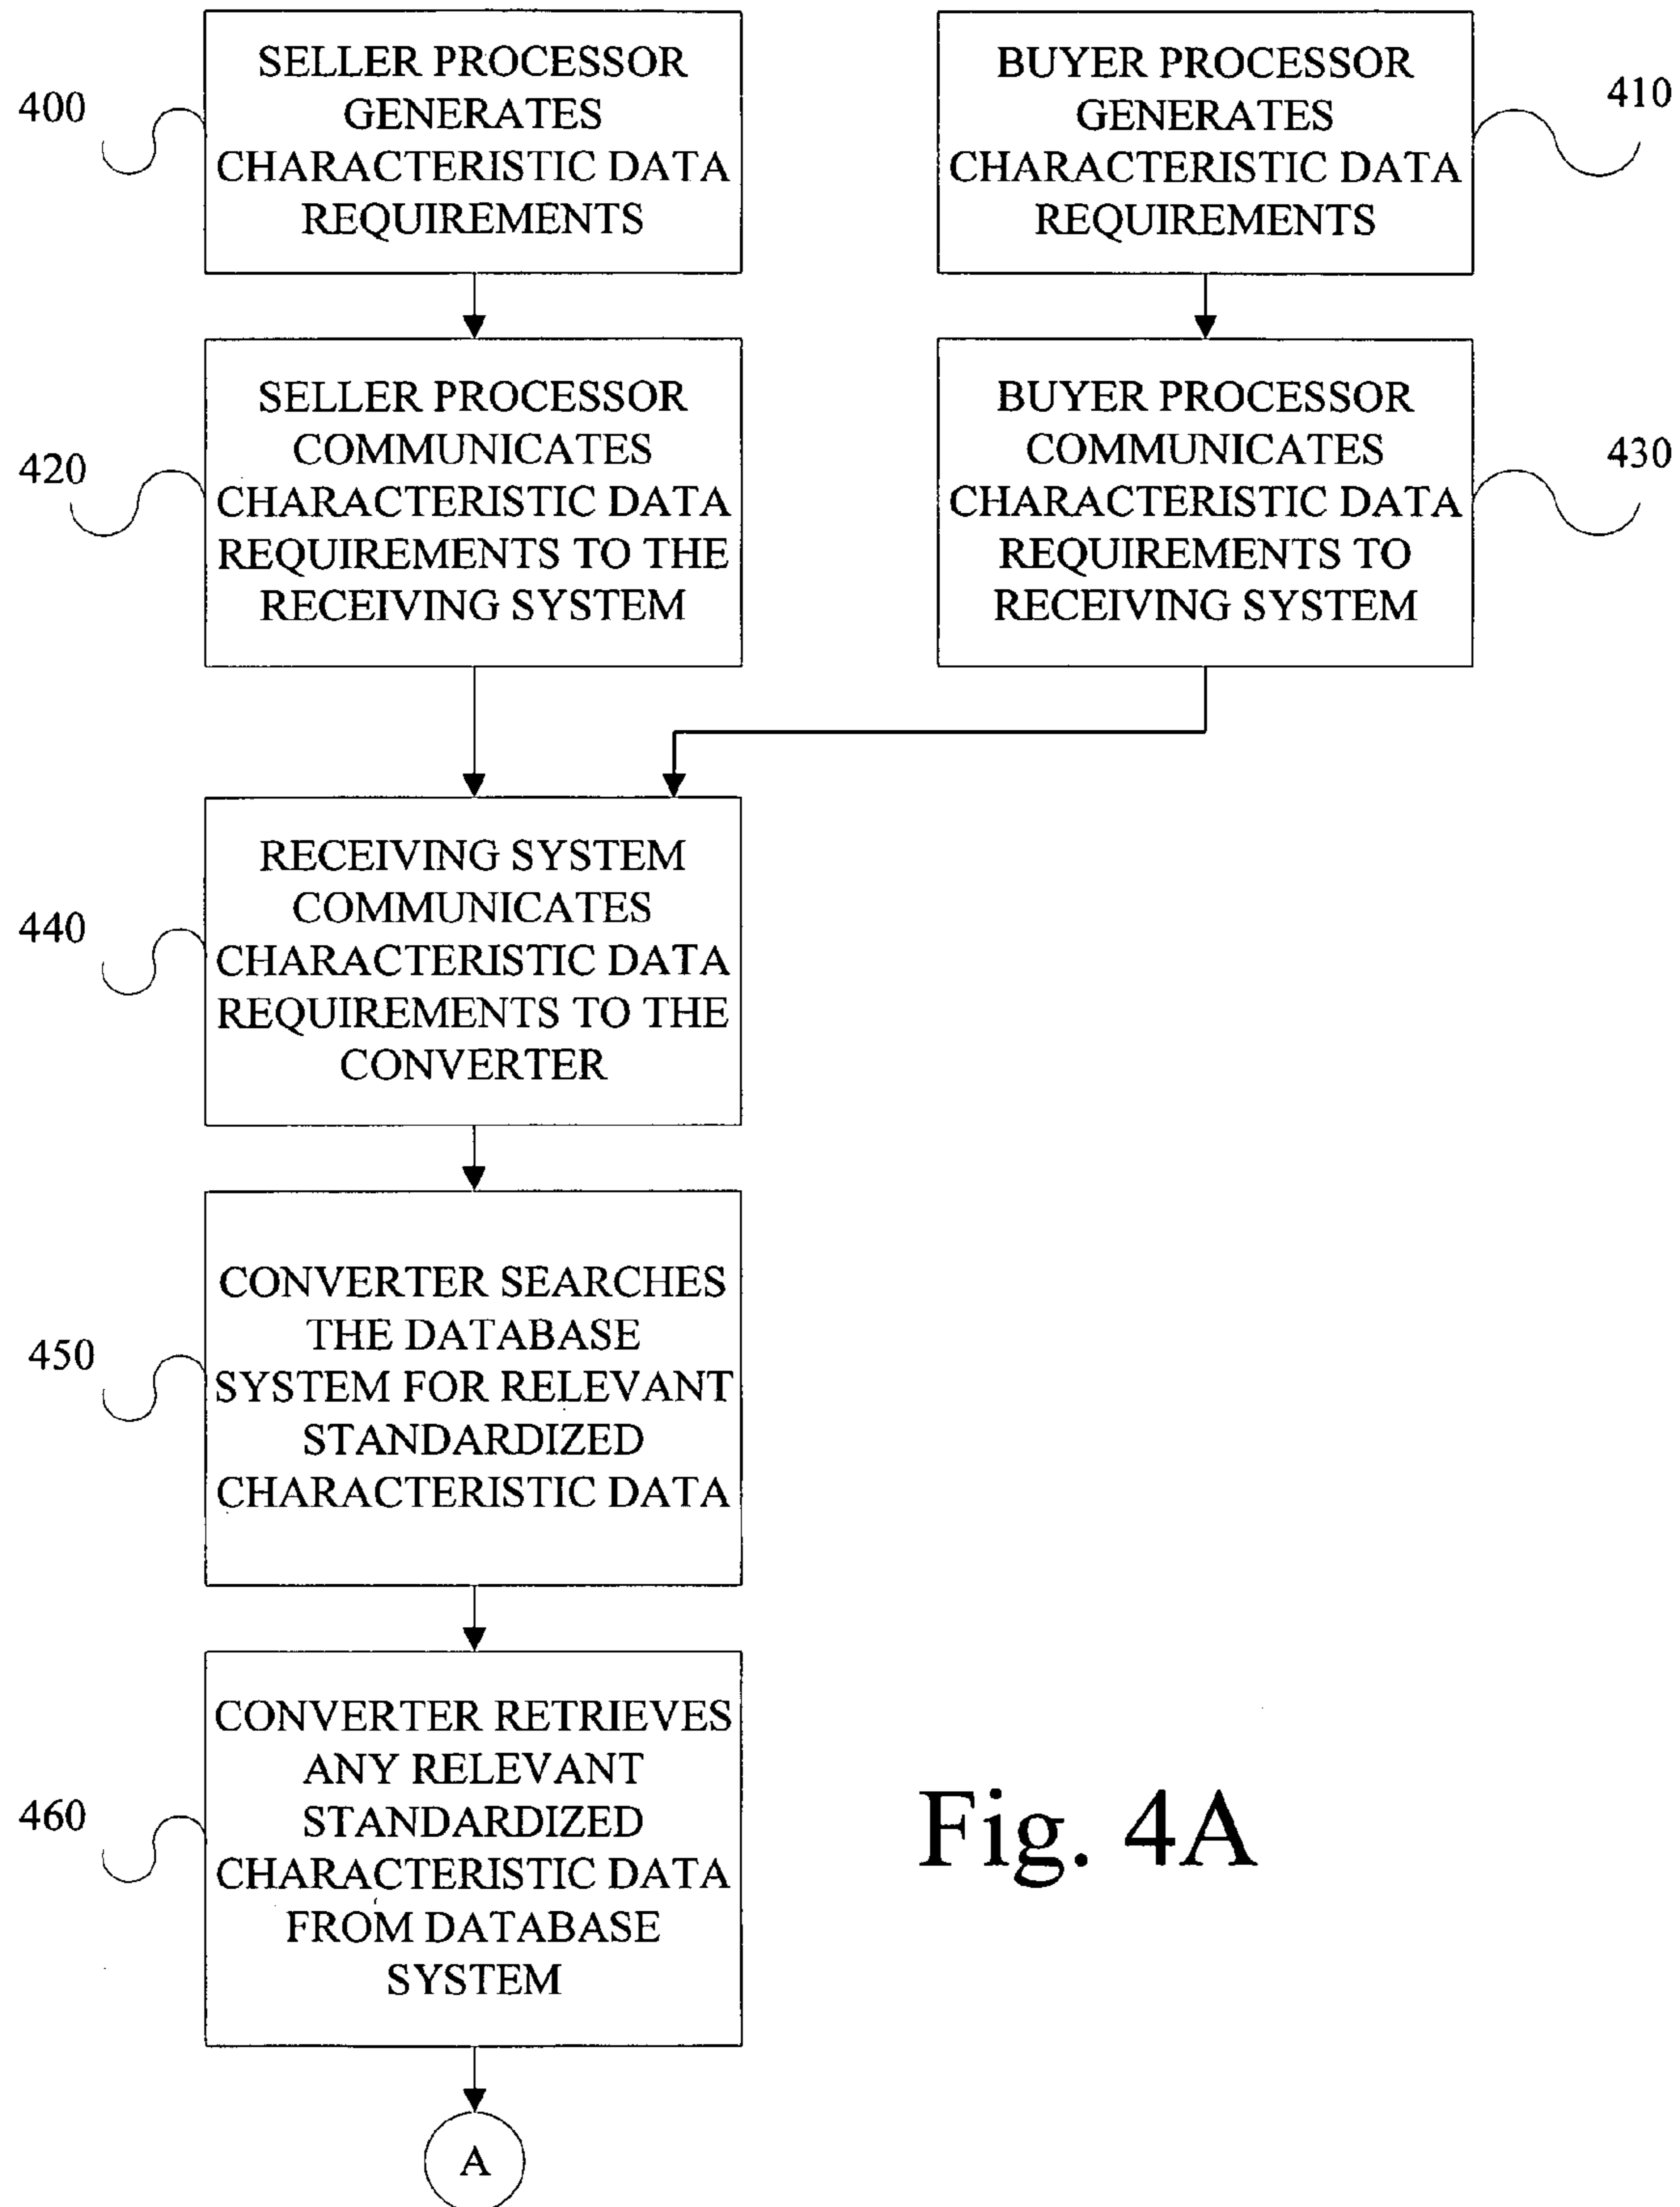 400
SELLER PROCESSOR
GENERATES
CHARACTERISTIC DATA
REQUIREMENTS
BUYER PROCESSOR
GENERATES
CHARACTERISTIC DATA
REQUIREMENTS
410
420
SELLER PROCESSOR
COMMUNICATES
CHARACTERISTIC DATA
REQUIREMENTS TO THE
RECEIVING SYSTEM
BUYER PROCESSOR
COMMUNICATES
CHARACTERISTIC DATA
REQUIREMENTS TO
RECEIVING SYSTEM
430
440
RECEIVING SYSTEM
COMMUNICATES
CHARACTERISTIC DATA
REQUIREMENTS TO THE
CONVERTER
450
CONVERTER SEARCHES
THE DATABASE
SYSTEM FOR RELEVANT
STANDARDIZED
CHARACTERISTIC DATA
460
CONVERTER RETRIEVES
ANY RELEVANT
STANDARDIZED
CHARACTERISTIC DATA
FROM DATABASE
SYSTEM
Fig. 4A
A